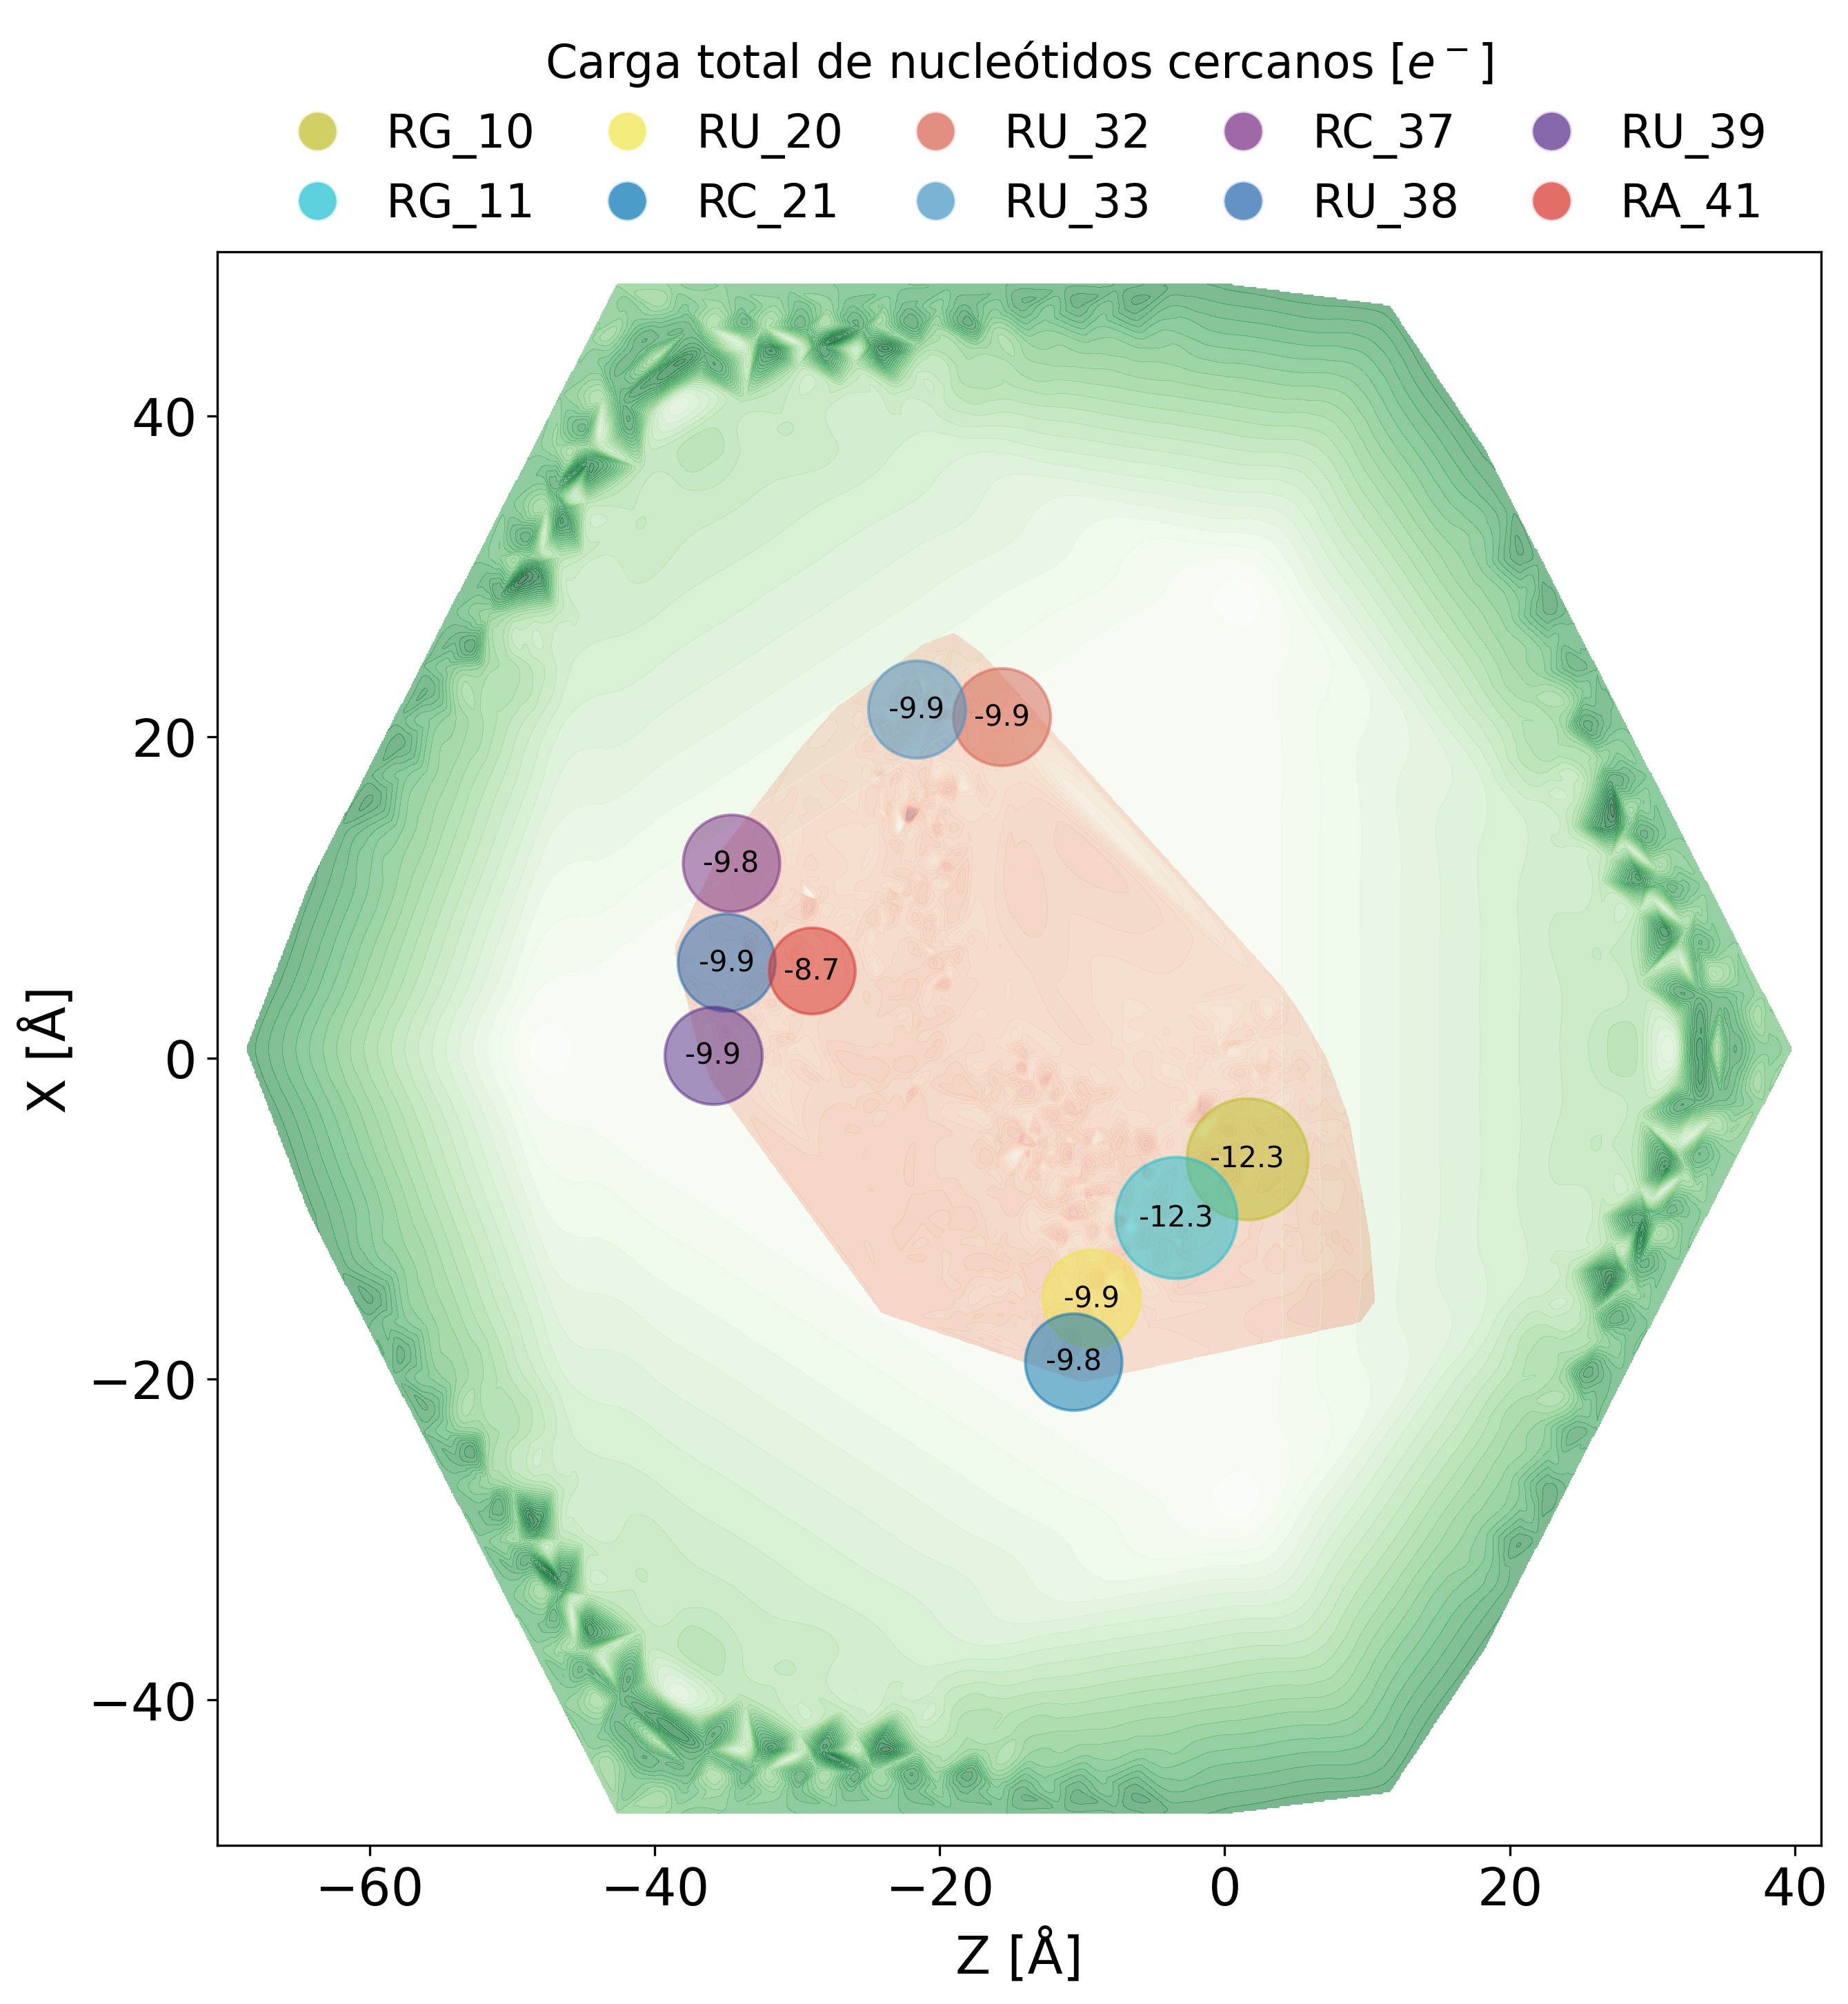 Carga total de nucleótidos cercanos [e⁻]
RG_10 RU_20 RU_32 RC_37 RU_39
RG_11 RC_21 RU_33 RU_38 RA_41
40
-9.9 -9.9
20
-9.8
-9.9 -8.7
X [Å]
0
-9.9
-12.3
-12.3
-9.9
-9.8
−20
−40
−60 −40 −20 0 20 40
Z [Å]